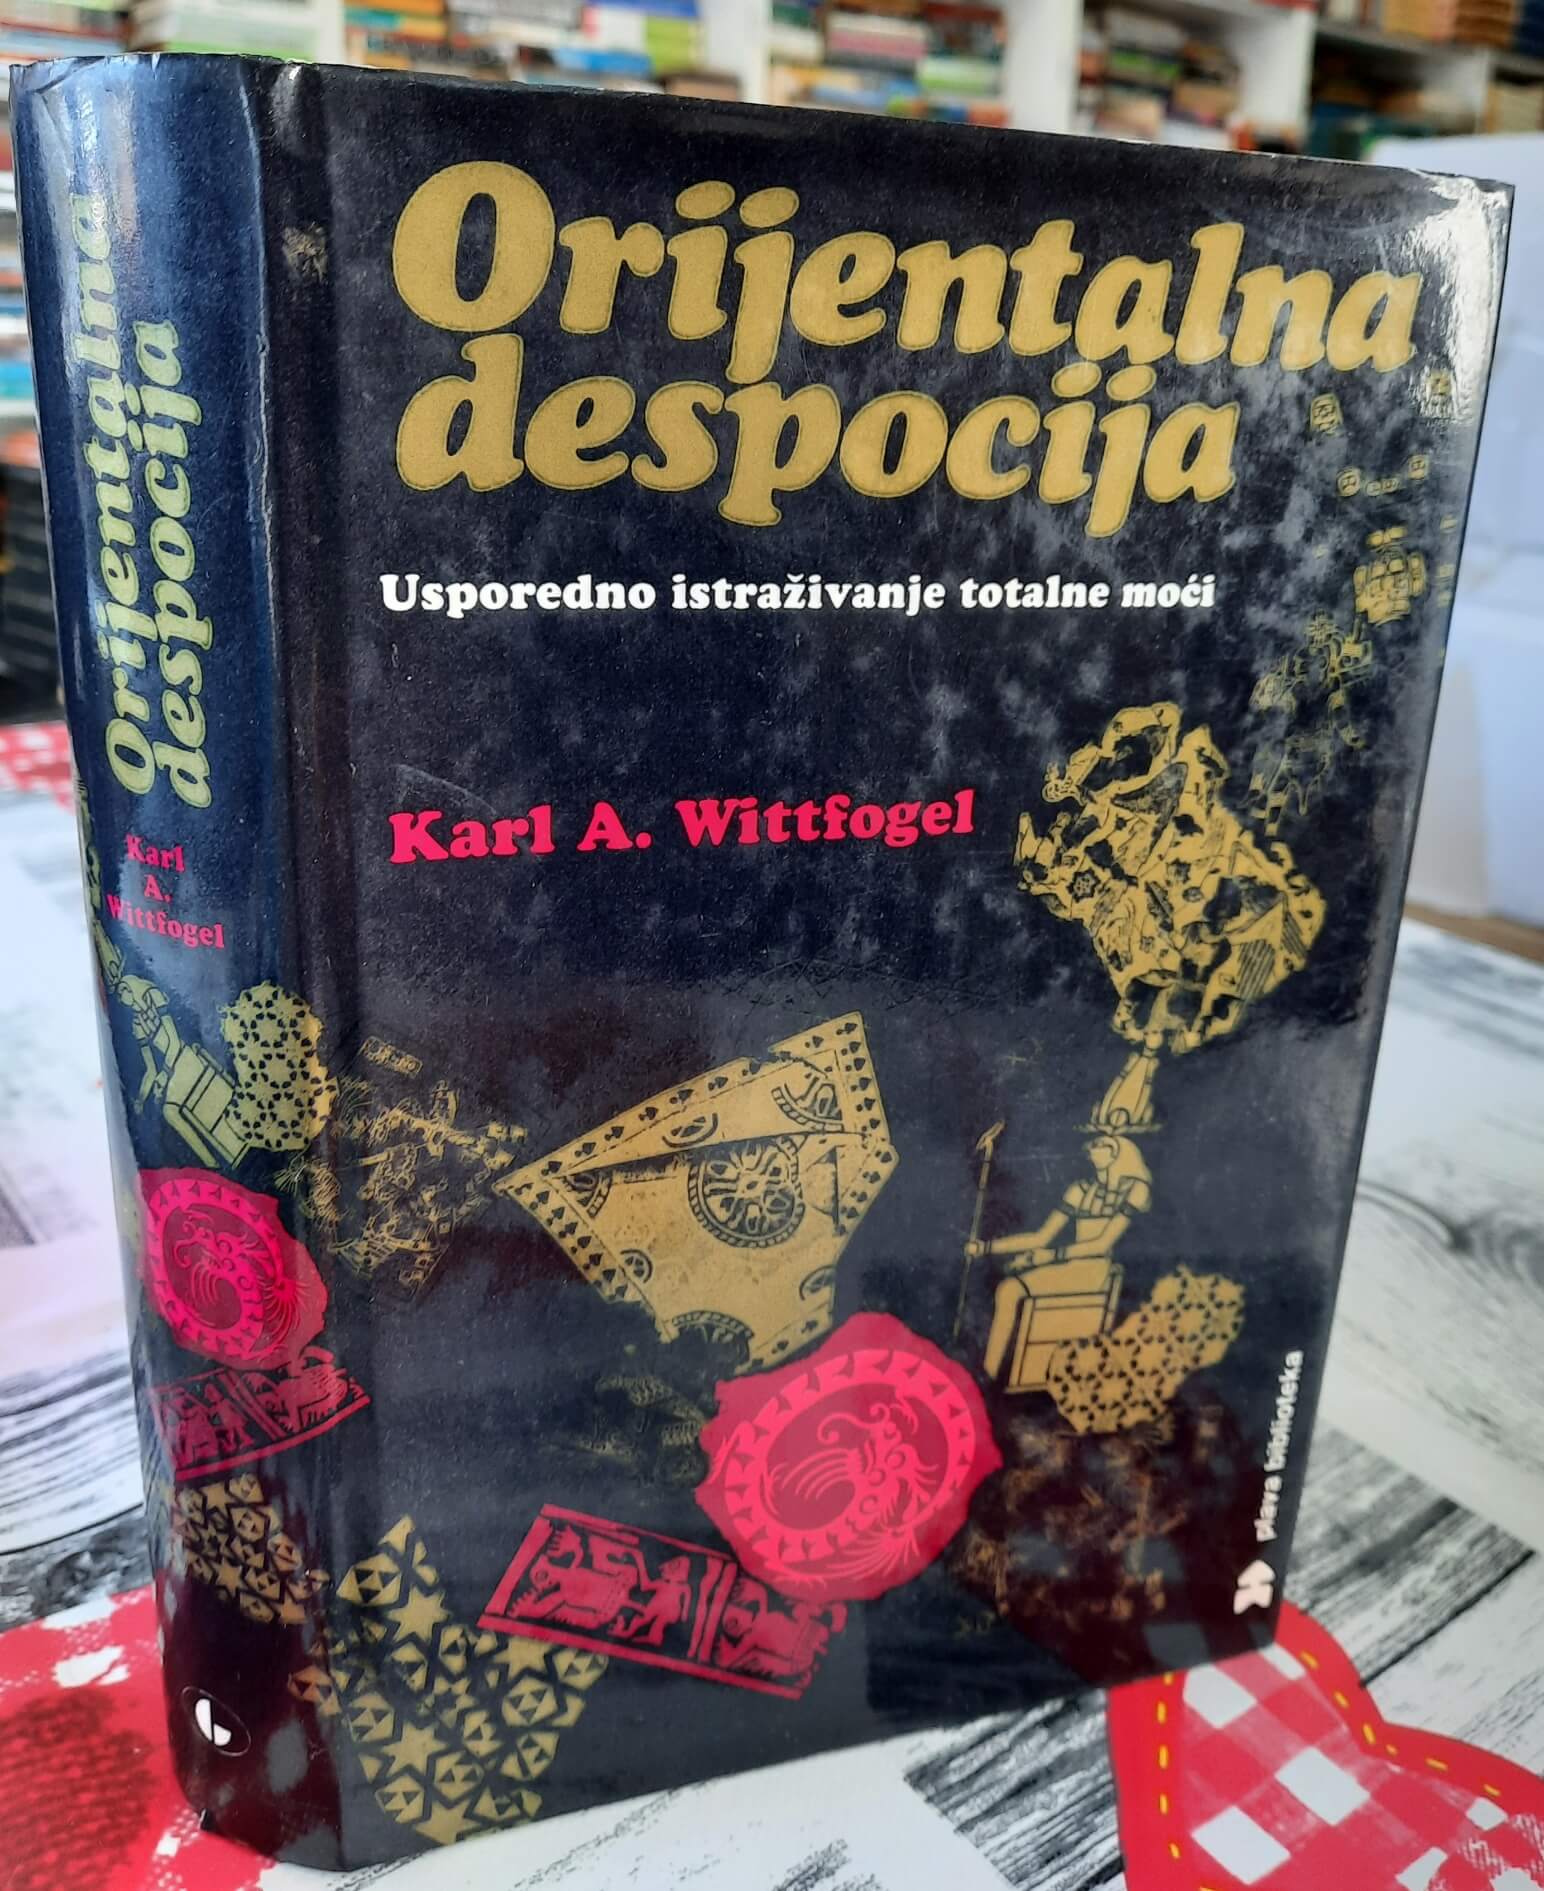 Orijentalna
despocija
Usporedno istraživanje totalne moći
Karl A. Wittfogel
plava biblioteka
Orijentalna
despocija
Karl
A.
Wittfogel